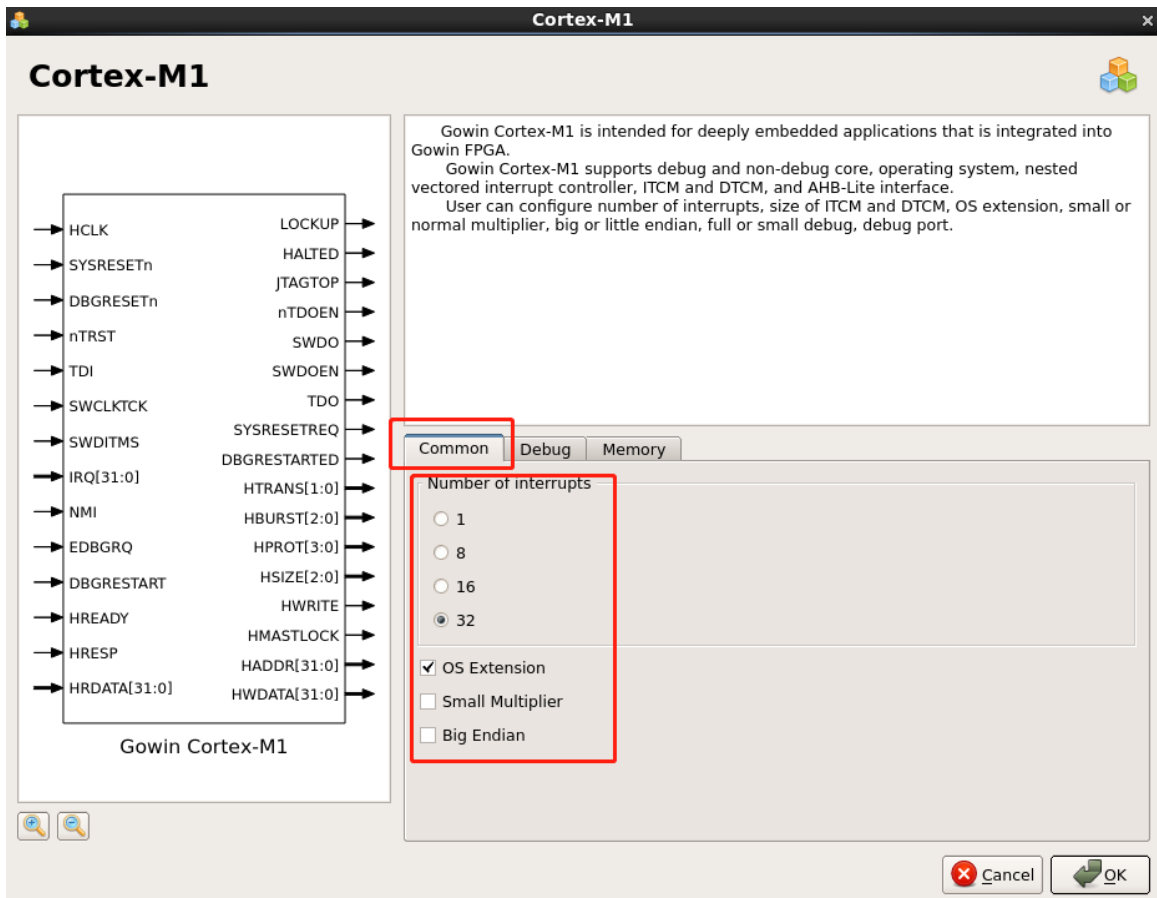 Cortex-M1
Cortex-M1
HCLK
SYSRESETn
DBGRESETn
nTRST
TDI
SWCLKTCK
SWDITMS
IRQ[31:0]
NMI
EDBGRQ
DBGRESTART
HREADY
HRESP
HRDATA[31:0]
LOCKUP
HALTED
JTAGTOP
nTDOEN
SWDO
SWDOEN
TDO
SYSRESETREQ
DBGRESTARTED
HTRANS[1:0]
HBURST[2:0]
HPROT[3:0]
HSIZE[2:0]
HWRITE
HMASTLOCK
HADDR[31:0]
HWDATA[31:0]
Gowin Cortex-M1
Gowin Cortex-M1 is intended for deeply embedded applications that is integrated into
Gowin FPGA.
Gowin Cortex-M1 supports debug and non-debug core, operating system, nested
vectored interrupt controller, ITCM and DTCM, and AHB-Lite interface.
User can configure number of interrupts, size of ITCM and DTCM, OS extension, small or
normal multiplier, big or little endian, full or small debug, debug port.
Common Debug Memory
Number of interrupts
1
8
16
32
OS Extension
Small Multiplier
Big Endian
Cancel OK